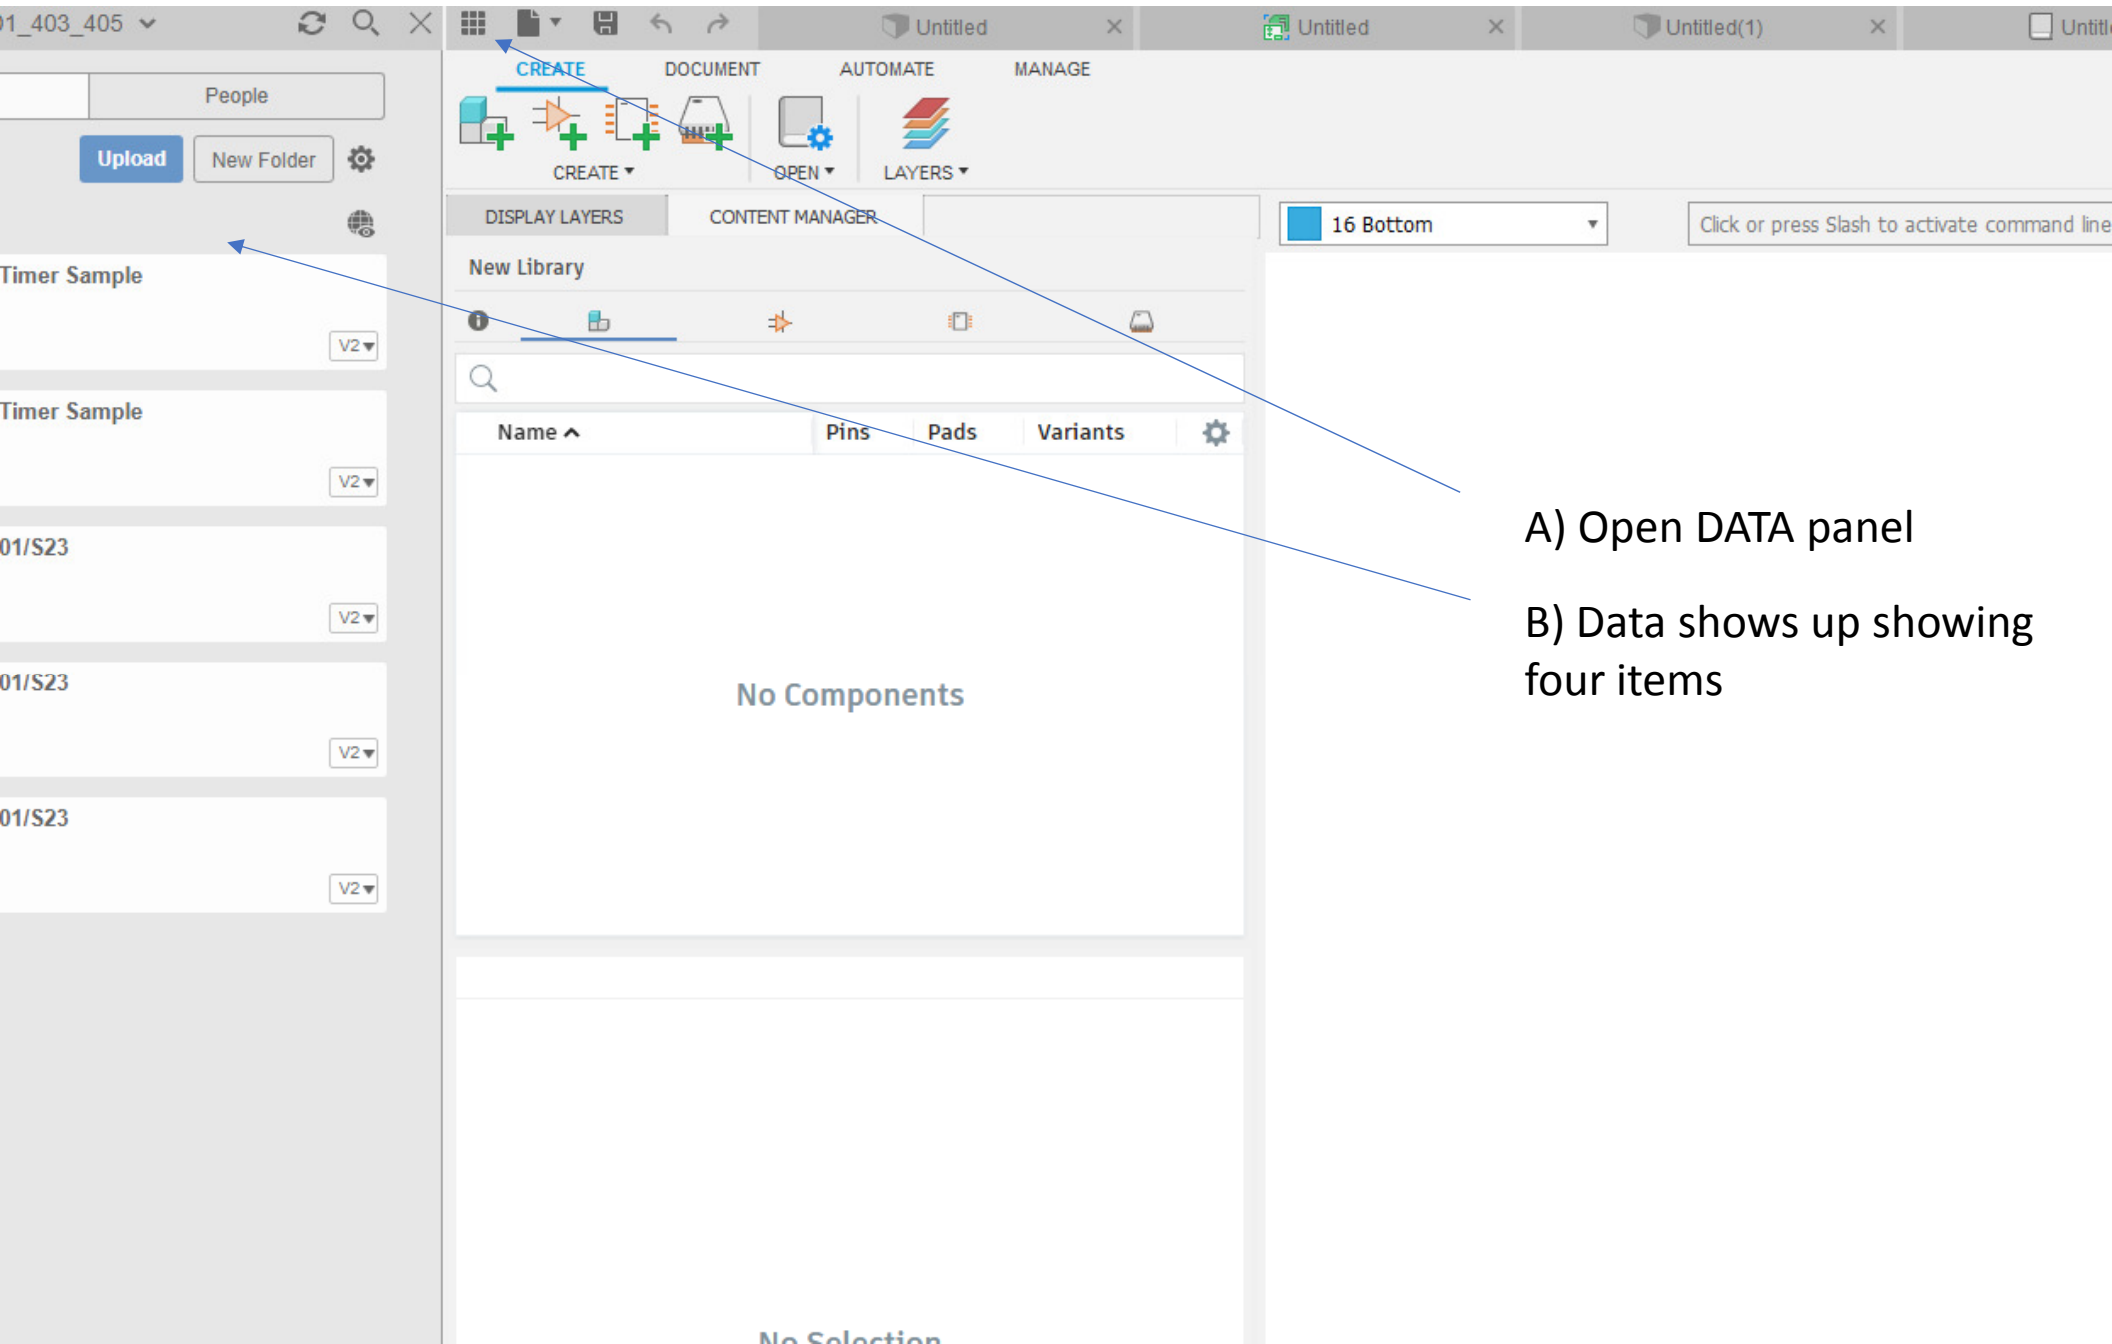 01_403_405
Untitled
Untitled
Untitled(1)
CREATE DOCUMENT AUTOMATE MANAGE
People
Upload New Folder
CREATE OPEN LAYERS
DISPLAY LAYERS CONTENT MANAGER
16 Bottom
Click or press Slash to activate command line
New Library
Timer Sample
V2
Timer Sample
V2
01/S23
V2
01/S23
V2
01/S23
V2
Name Pins Pads Variants
No Components
No Selection
A) Open DATA panel
B) Data shows up showing
four items